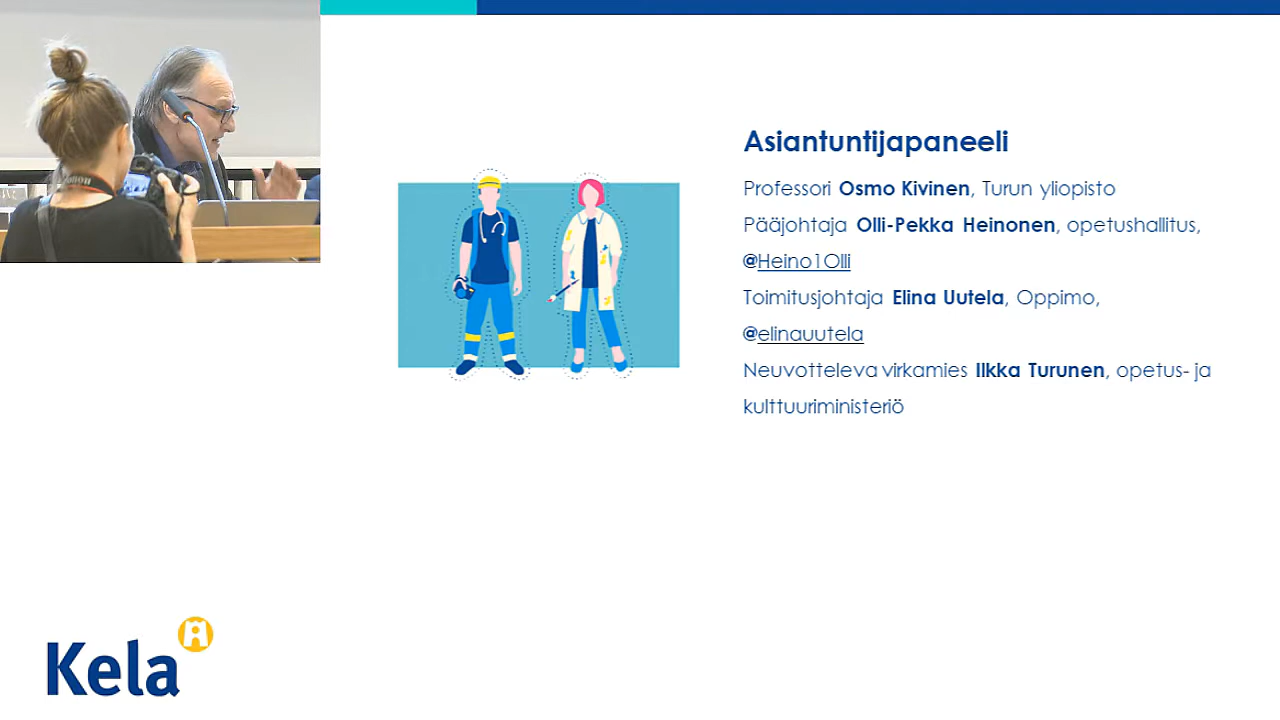 Canon
Asiantuntijapaneeli
Professori Osmo Kivinen, Turun yliopisto
Pääjohtaja Olli-Pekka Heinonen, opetushallitus,
@Heino1Olli
Toimitusjohtaja Elina Uutela, Oppimo,
@elinauutela
Neuvotteleva virkamies Ilkka Turunen, opetus- ja
kulttuuriministeriö
Kela